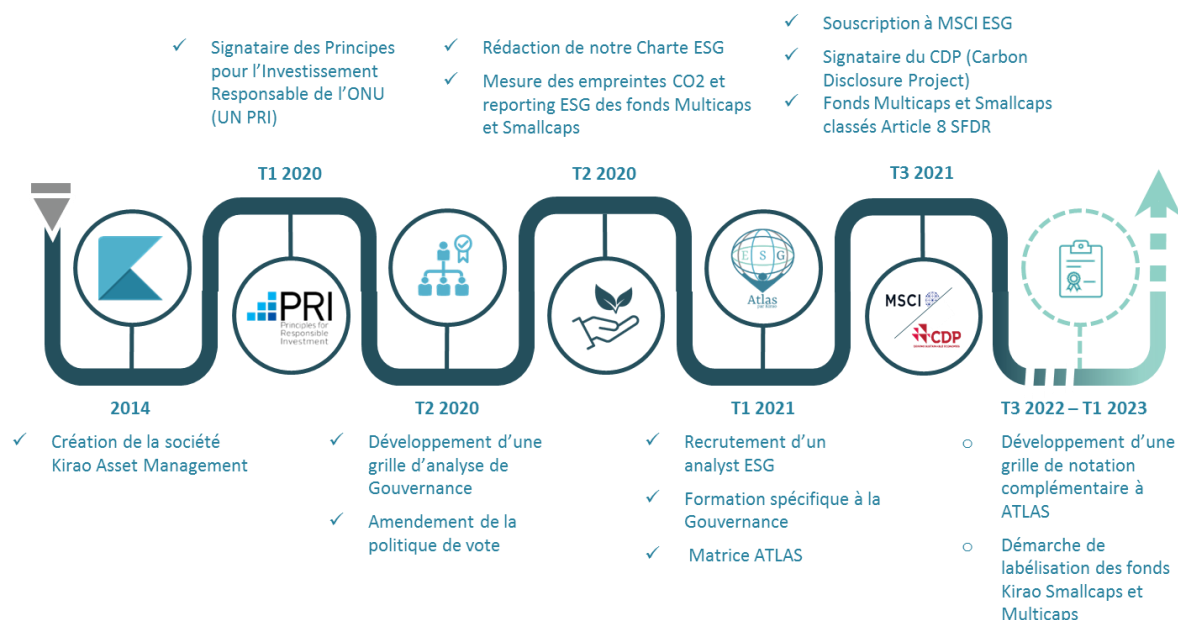 ✓ Signataire des Principes
pour l'Investissement
Responsable de l'ONU
(UN PRI)
✓ Rédaction de notre Charte ESG
✓ Mesure des empreintes CO2 et
reporting ESG des fonds Multicaps
et Smallcaps
✓ Souscription à MSCI ESG
✓ Signataire du CDP (Carbon
Disclosure Project)
✓ Fonds Multicaps et Smallcaps
classés Article 8 SFDR
T1 2020
T2 2020
T3 2021
PRI
Principles for
Responsible
Investment
ESG
Atlas
MSCI
CDP
2014
✓ Création de la société
Kirao Asset Management
T2 2020
✓ Développement d'une
grille d'analyse de
Gouvernance
✓ Amendement de la
politique de vote
T1 2021
✓ Recrutement d'un
analyst ESG
✓ Formation spécifique à la
Gouvernance
✓ Matrice ATLAS
T3 2022 – T1 2023
o Développement d'une
grille de notation
complémentaire à
ATLAS
o Démarche de
labélisation des fonds
Kirao Smallcaps et
Multicaps